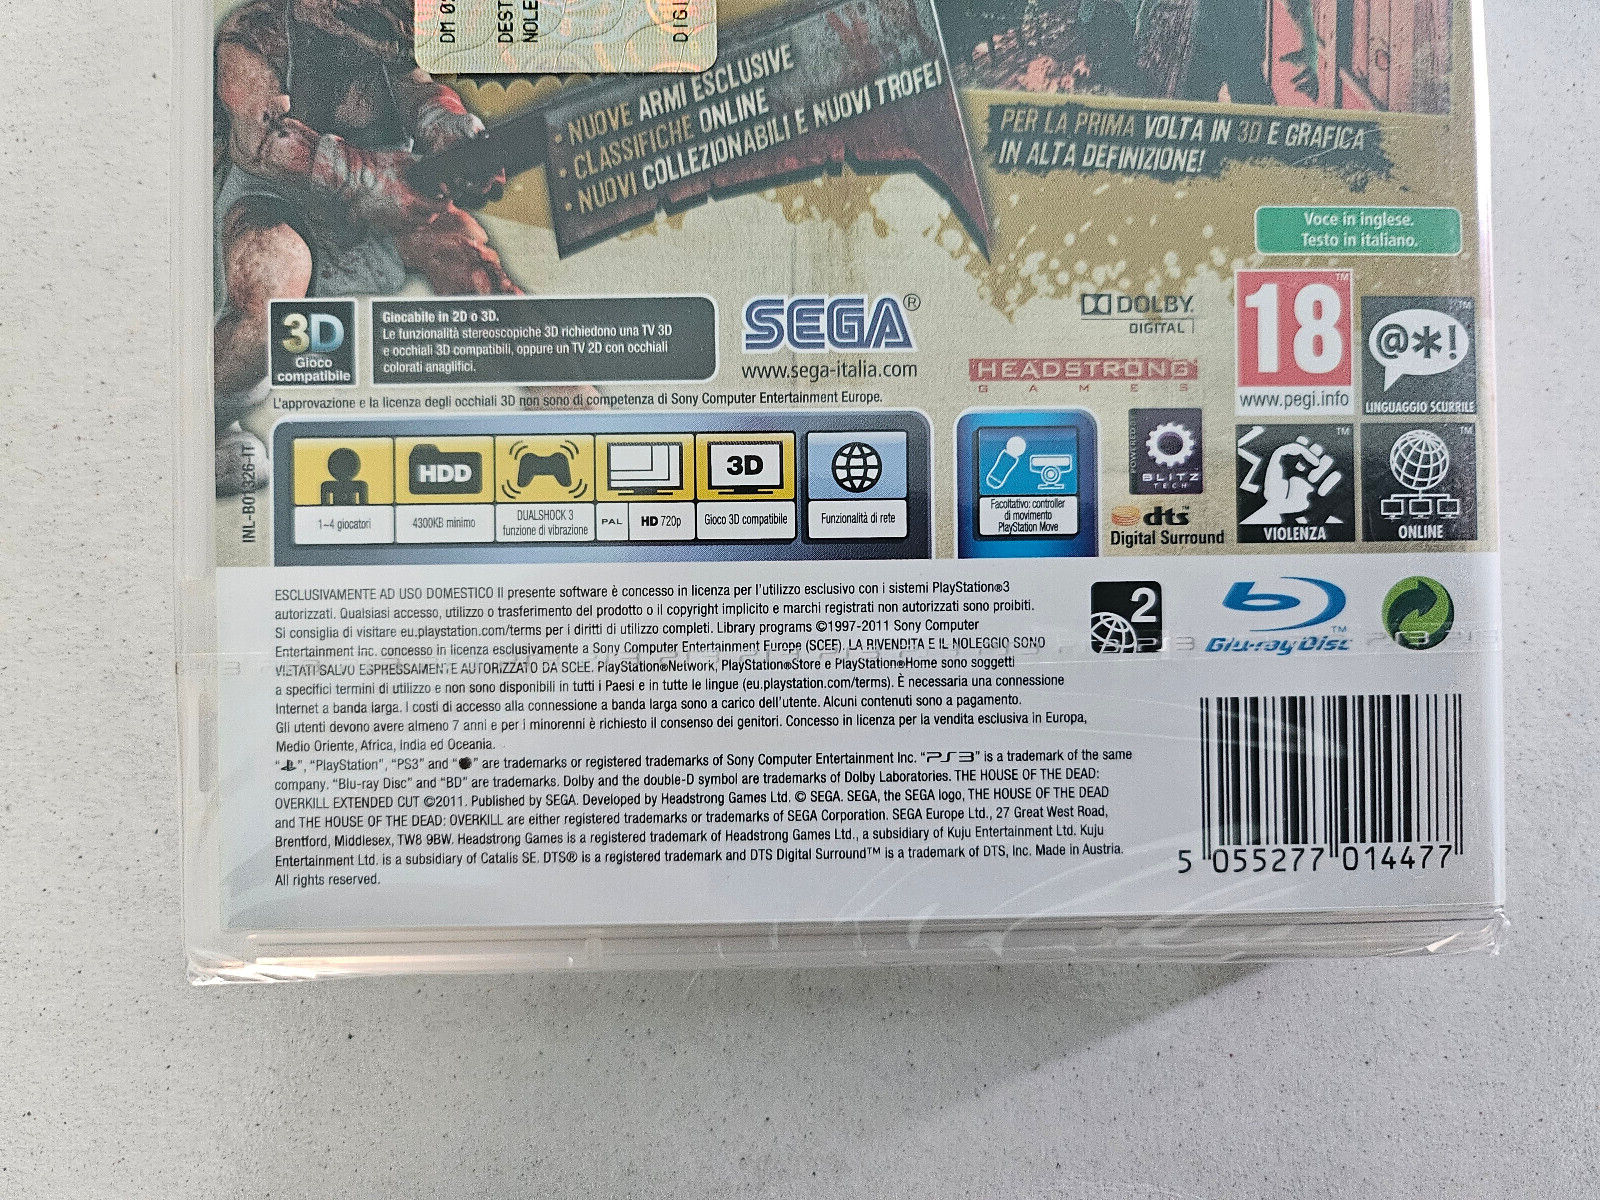 DM 0
DEST
NOLE
DIGI
• NUOVE ARMI ESCLUSIVE
• CLASSIFICHE ONLINE
• NUOVI COLLEZIONABILI E NUOVI TROFEI
PER LA PRIMA VOLTA IN 3D E GRAFICA
IN ALTA DEFINIZIONE!
Voce in inglese.
Testo in italiano.
3D
Gioco
compatibile
Giocabile in 2D o 3D.
Le funzionalità stereoscopiche 3D richiedono una TV 3D
e occhiali 3D compatibili, oppure un TV 2D con occhiali
colorati anaglifici.
SEGA®
www.sega-italia.com
DOLBY.
DIGITAL
HEADSTRONG
GAMES
18
TM
www.pegi.info
@*!
TM
LINGUAGGIO SCURRILE
L'approvazione e la licenza degli occhiali 3D non sono di competenza di Sony Computer Entertainment Europe.
INL-B01326-IT
1-4 giocatori
HDD
4300KB minimo
DUALSHOCK 3
funzione di vibrazione
PAL
HD 720p
3D
Gioco 3D compatibile
Funzionalità di rete
Facoltativo: controller
di movimento
PlayStation Move
POWERED BY
BLITZ
TECH
dts
Digital Surround
TM
VIOLENZA
TM
ONLINE
ESCLUSIVAMENTE AD USO DOMESTICO Il presente software è concesso in licenza per l'utilizzo esclusivo con i sistemi PlayStation®3
autorizzati. Qualsiasi accesso, utilizzo o trasferimento del prodotto o il copyright implicito e marchi registrati non autorizzati sono proibiti.
Si consiglia di visitare eu.playstation.com/terms per i diritti di utilizzo completi. Library programs ©1997-2011 Sony Computer
Entertainment Inc. concesso in licenza esclusivamente a Sony Computer Entertainment Europe (SCEE). LA RIVENDITA E IL NOLEGGIO SONO
VIETATI SALVO ESPRESSAMENTE AUTORIZZATO DA SCEE. PlayStation®Network, PlayStation®Store e PlayStation®Home sono soggetti
a specifici termini di utilizzo e non sono disponibili in tutti i Paesi e in tutte le lingue (eu.playstation.com/terms). È necessaria una connessione
Internet a banda larga. I costi di accesso alla connessione a banda larga sono a carico dell'utente. Alcuni contenuti sono a pagamento.
Gli utenti devono avere almeno 7 anni e per i minorenni è richiesto il consenso dei genitori. Concesso in licenza per la vendita esclusiva in Europa,
Medio Oriente, Africa, India ed Oceania.
"", "PlayStation", "PS3" and "" are trademarks or registered trademarks of Sony Computer Entertainment Inc. "PS3" is a trademark of the same
company. "Blu-ray Disc" and "BD" are trademarks. Dolby and the double-D symbol are trademarks of Dolby Laboratories. THE HOUSE OF THE DEAD:
OVERKILL EXTENDED CUT ©2011. Published by SEGA. Developed by Headstrong Games Ltd. © SEGA. SEGA, the SEGA logo, THE HOUSE OF THE DEAD
and THE HOUSE OF THE DEAD: OVERKILL are either registered trademarks or trademarks of SEGA Corporation. SEGA Europe Ltd., 27 Great West Road,
Brentford, Middlesex, TW8 9BW. Headstrong Games is a registered trademark of Headstrong Games Ltd., a subsidiary of Kuju Entertainment Ltd. Kuju
Entertainment Ltd. is a subsidiary of Catalis SE. DTS® is a registered trademark and DTS Digital Surround™ is a trademark of DTS, Inc. Made in Austria.
All rights reserved.
2
Blu-ray Disc
TM
5 055277 014477